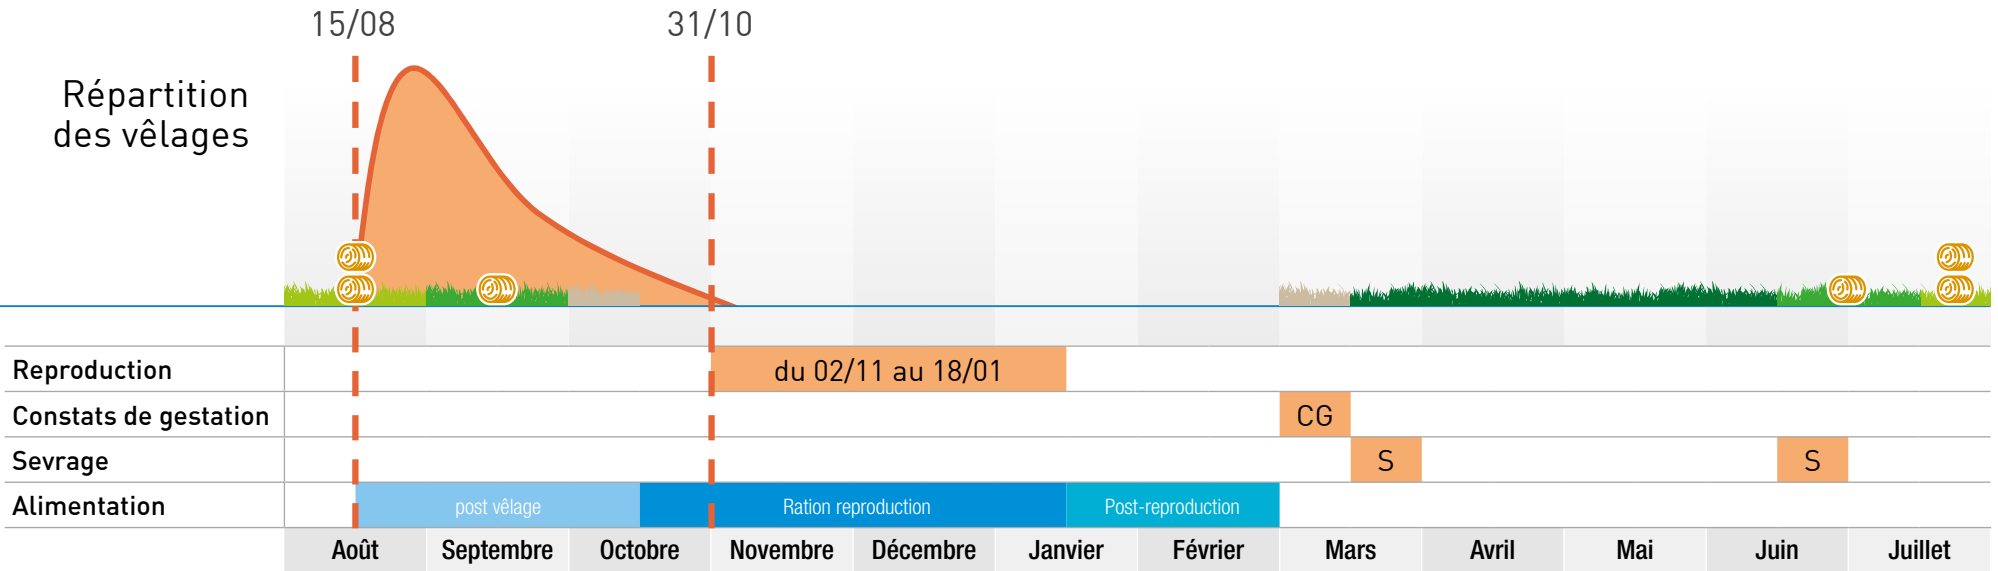 15/08
31/10
Répartition
des vêlages
Reproduction
du 02/11 au 18/01
Constats de gestation
CG
Sevrage
S
S
Alimentation
post vêlage
Ration reproduction
Post-reproduction
Août
Septembre
Octobre
Novembre
Décembre
Janvier
Février
Mars
Avril
Mai
Juin
Juillet